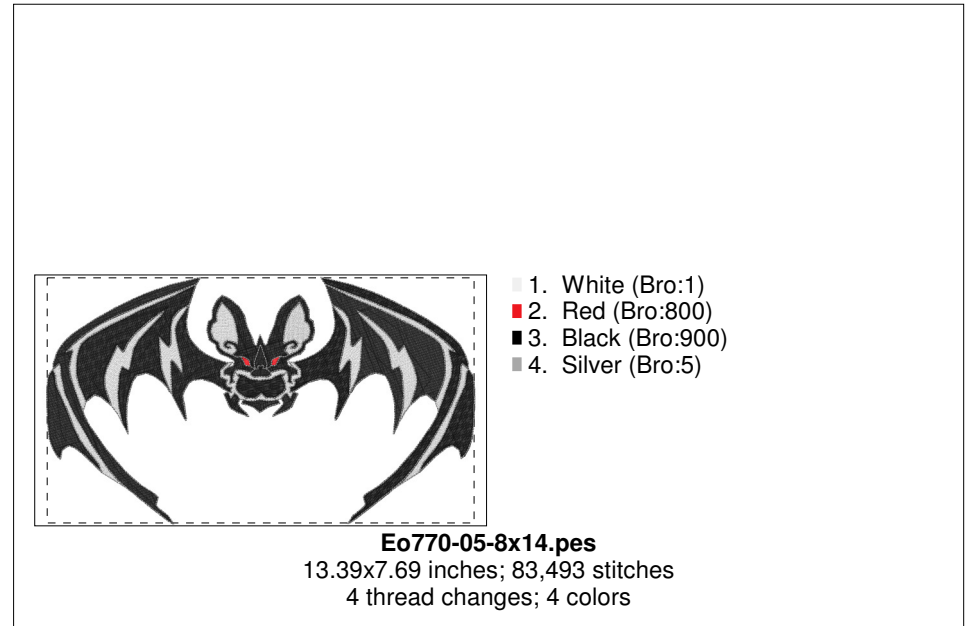 1. White (Bro:1)
2. Red (Bro:800)
3. Black (Bro:900)
4. Silver (Bro:5)
Eo770-05-8x14.pes
13.39x7.69 inches; 83,493 stitches
4 thread changes; 4 colors